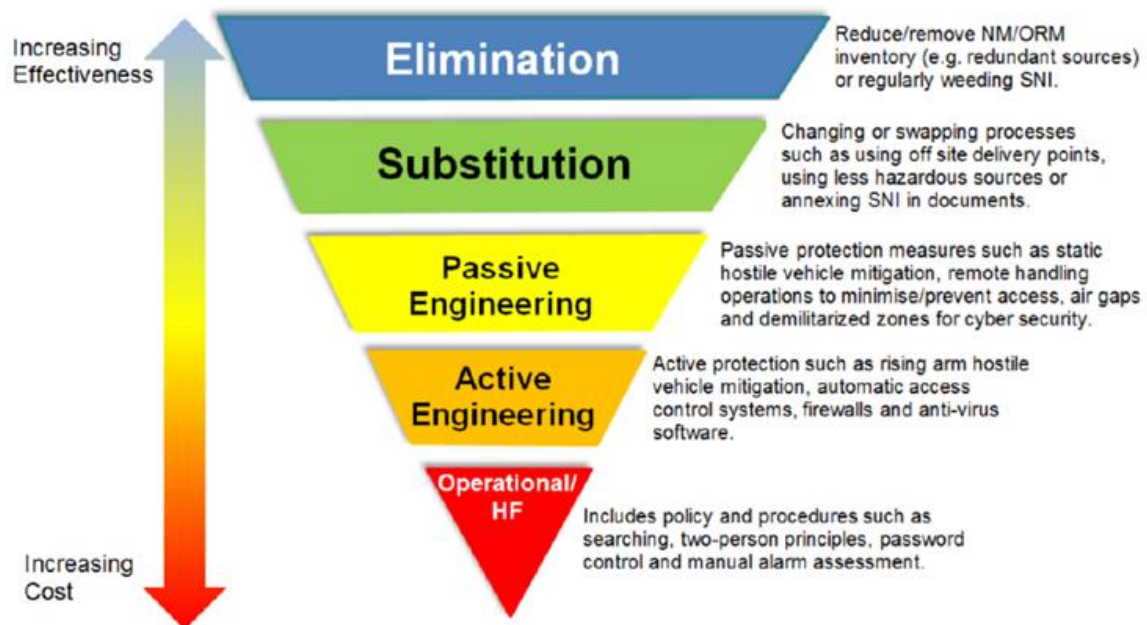 Increasing
Effectiveness
Elimination
Reduce/remove NM/ORM
inventory (e.g. redundant sources)
or regularly weeding SNI.
Substitution
Changing or swapping processes
such as using off site delivery points,
using less hazardous sources or
annexing SNI in documents.
Passive
Engineering
Passive protection measures such as static
hostile vehicle mitigation, remote handling
operations to minimise/prevent access, air gaps
and demilitarized zones for cyber security.
Active
Engineering
Active protection such as rising arm hostile
vehicle mitigation, automatic access
control systems, firewalls and anti-virus
software.
Operational/
HF
Includes policy and procedures such as
searching, two-person principles, password
control and manual alarm assessment.
Increasing
Cost